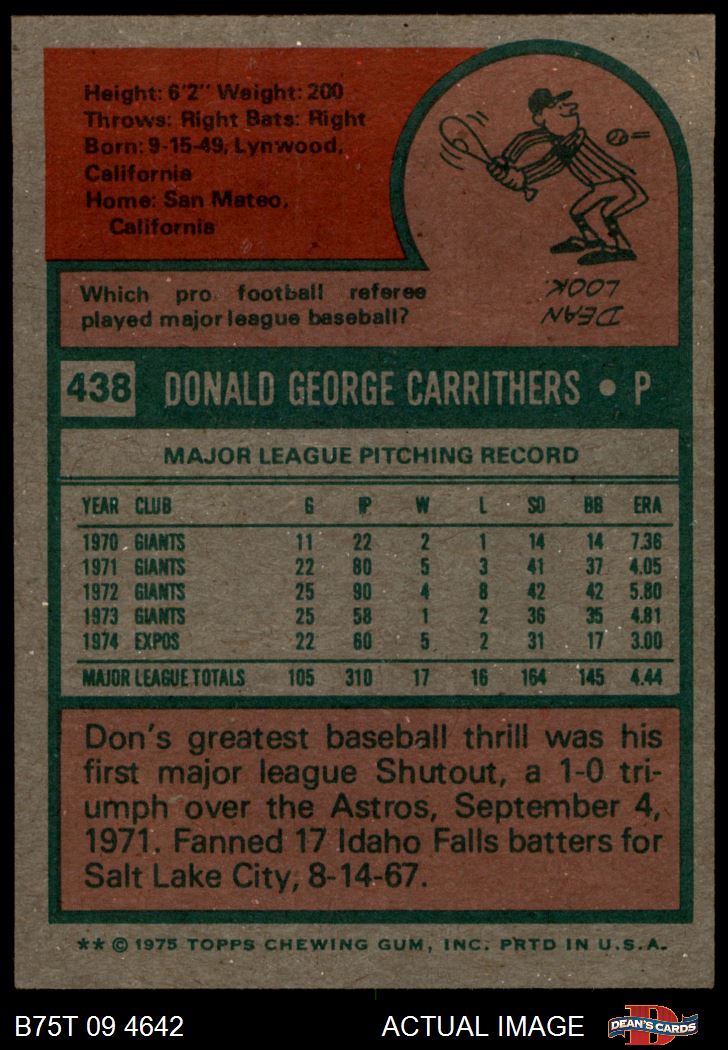 Height: 6'2" Weight: 200
Throws: Right Bats: Right
Born: 9-15-49, Lynwood,
California
Home: San Mateo,
California
Which pro football referee
played major league baseball?
DEAN
LOOK.
438 DONALD GEORGE CARRITHERS • P
MAJOR LEAGUE PITCHING RECORD
YEAR CLUB G IP W L SO BB ERA
1970 GIANTS 11 22 2 1 14 14 7.36
1971 GIANTS 22 80 5 3 41 37 4.05
1972 GIANTS 25 90 4 8 42 42 5.80
1973 GIANTS 25 58 1 2 36 35 4.81
1974 EXPOS 22 60 5 2 31 17 3.00
MAJOR LEAGUE TOTALS 105 310 17 16 164 145 4.44
Don's greatest baseball thrill was his
first major league Shutout, a 1-0 tri-
umph over the Astros, September 4,
1971. Fanned 17 Idaho Falls batters for
Salt Lake City, 8-14-67.
** © 1975 TOPPS CHEWING GUM, INC. PRTD IN U.S.A.
B75T 09 4642 ACTUAL IMAGE D DEAN'S CARDS